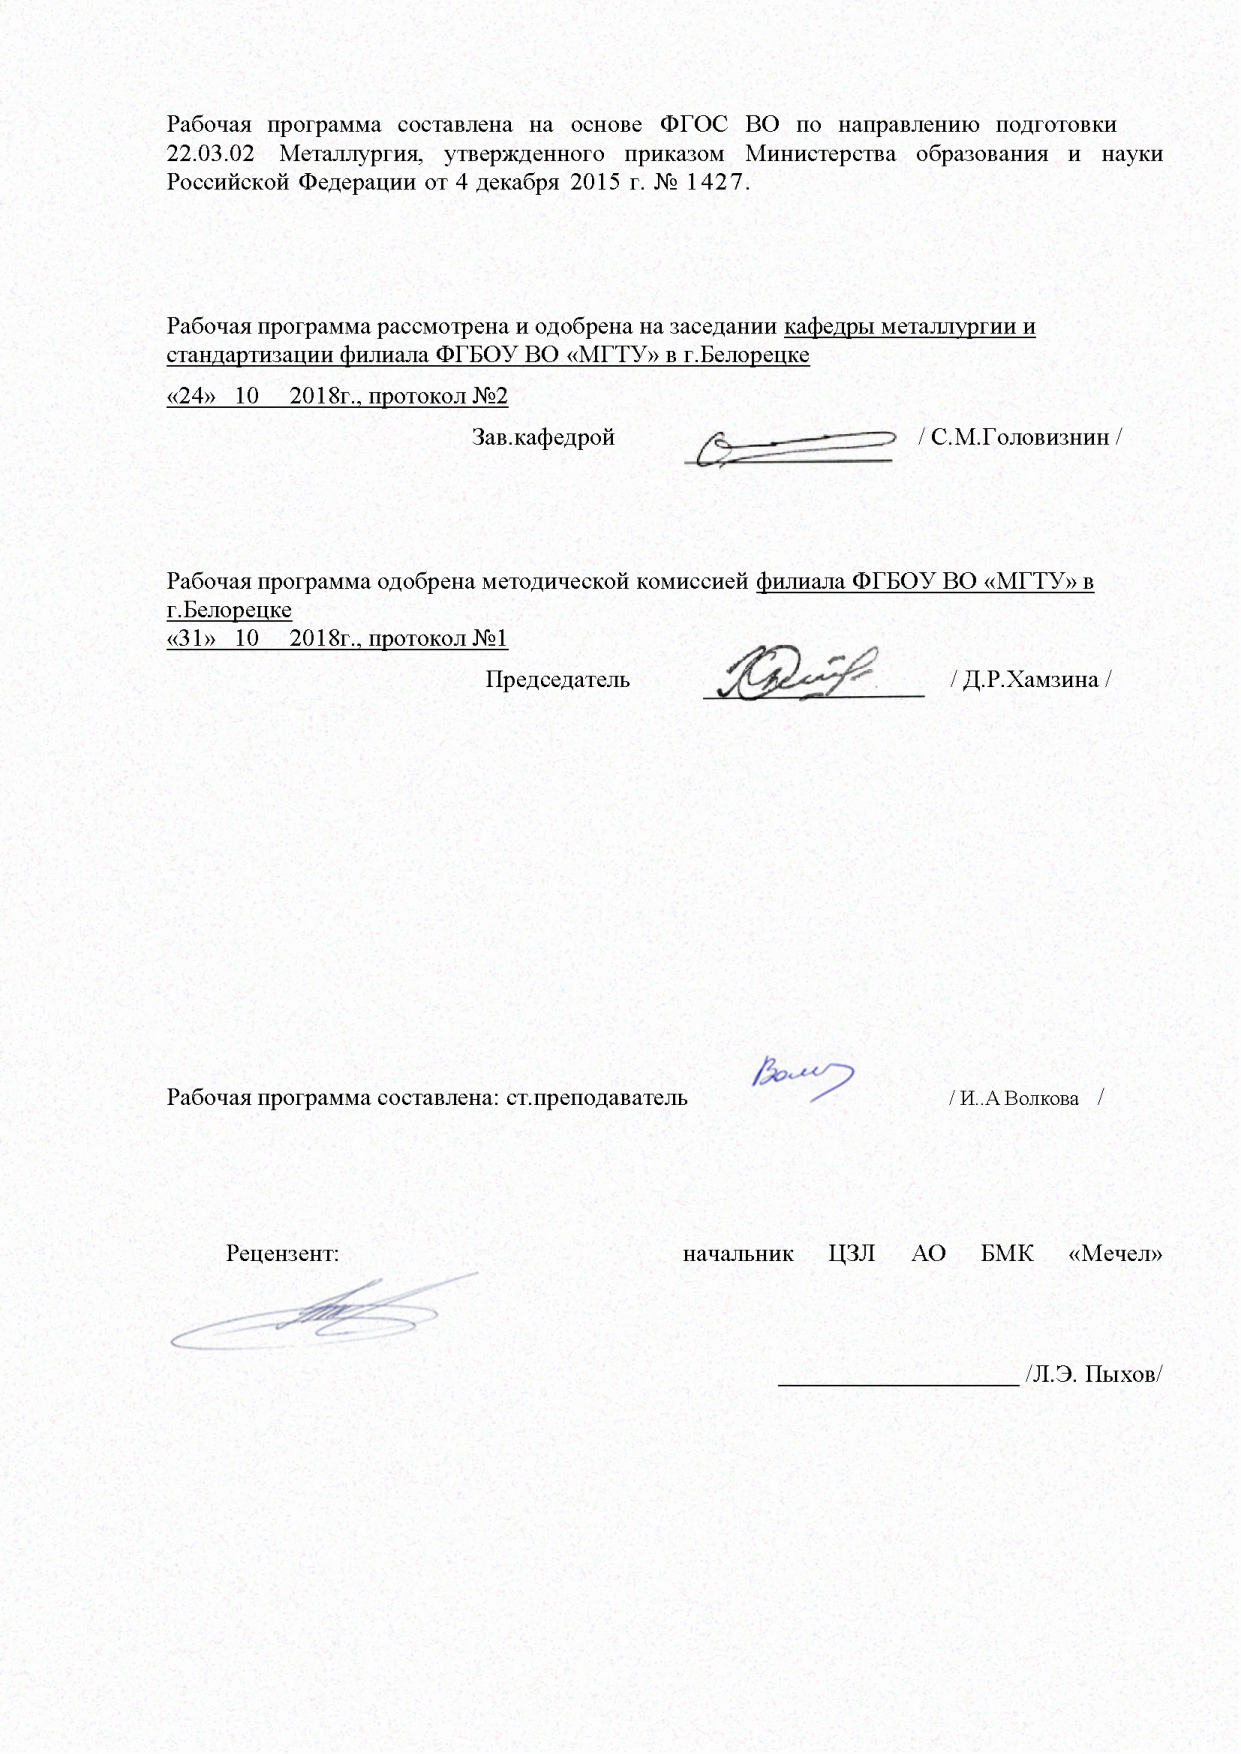 Рабочая программа составлена на основе ФГОС ВО по направлению подготовки
22.03.02 Металлургия, утвержденного приказом Министерства образования и науки
Российской Федерации от 4 декабря 2015 г. № 1427.
Рабочая программа рассмотрена и одобрена на заседании кафедры металлургии и
стандартизации филиала ФГБОУ ВО «МГТУ» в г.Белорецке
«24» 10 2018г., протокол №2
Зав.кафедрой / С.М.Головизнин /
Рабочая программа одобрена методической комиссией филиала ФГБОУ ВО «МГТУ» в
г.Белорецке
«31» 10 2018г., протокол №1
Председатель / Д.Р.Хамзина /
Рабочая программа составлена: ст.преподаватель / И..А Волкова /
Рецензент: начальник ЦЗЛ АО БМК «Мечел»
/Л.Э. Пыхов/